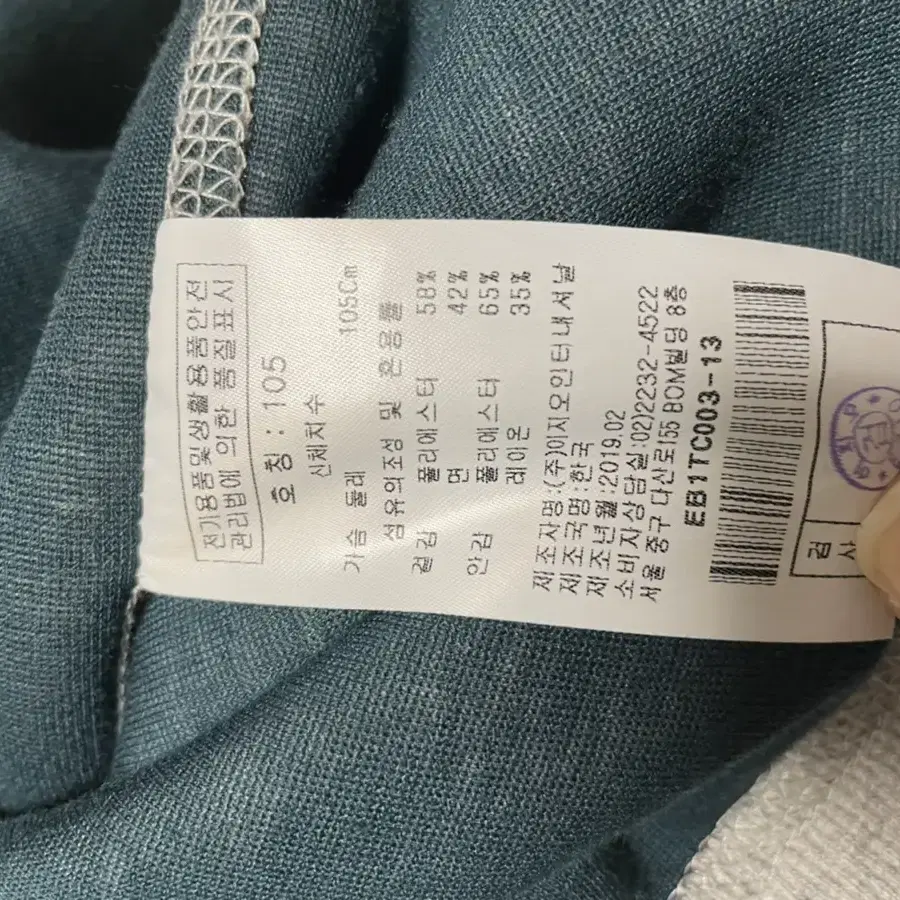 전기용품및생활용품안전
관리법에 의한 품질표시
호칭 : 105
신체치수
가슴 둘레 105Cm
섬유의조성 및 혼용률
겉감 폴리에스터 58%
면 42%
안감 폴리에스터 65%
레이온 35%
제조자명:(주)이지오인터내셔날
제조국명:한국
제조년월:2019.02
소비자상담실:02)2232-4522
서울 중구 다산로155 BOM빌딩 8층
EB1TC003-13